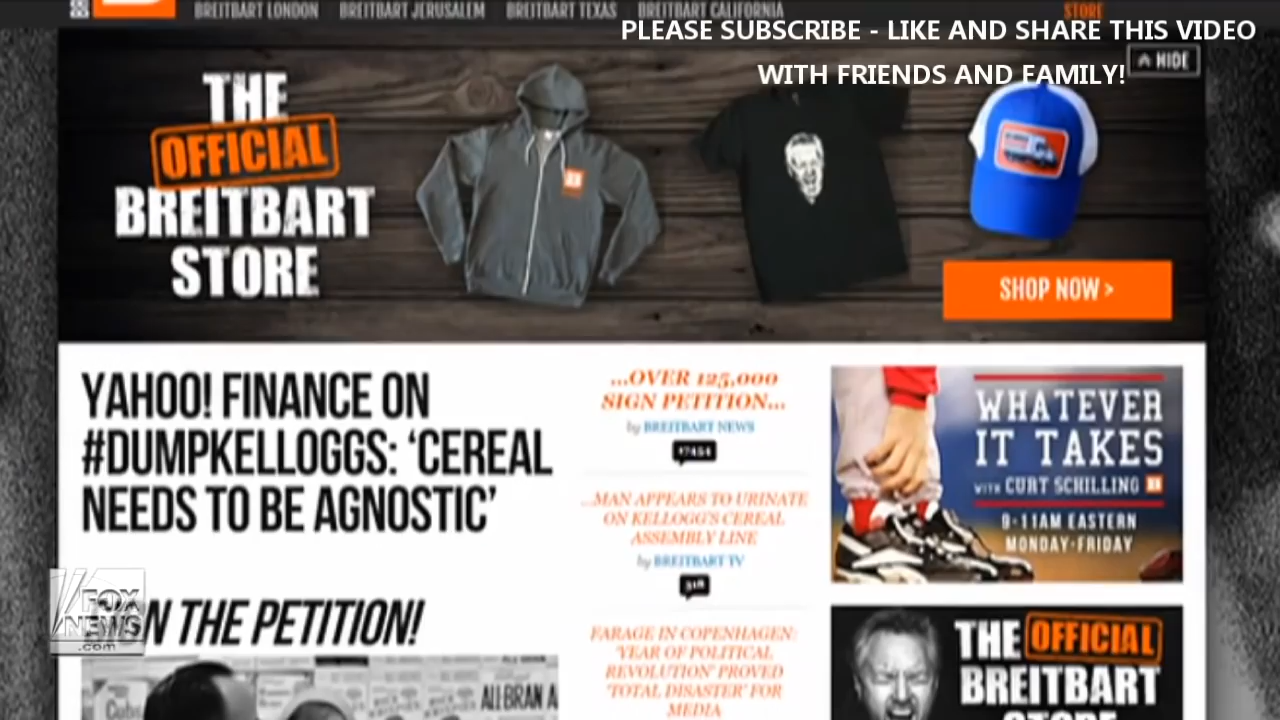 BREITBART LONDON BREITBART JERUSALEM BREITBART TEXAS BREITBART CALIFORNIA STORE
PLEASE SUBSCRIBE - LIKE AND SHARE THIS VIDEO
WITH FRIENDS AND FAMILY!
HIDE
THE
OFFICIAL
BREITBART
STORE
SHOP NOW >
YAHOO! FINANCE ON
#DUMPKELLOGGS: ‘CEREAL
NEEDS TO BE AGNOSTIC’
N THE PETITION!
ALL-BRAN A
...OVER 125,000
SIGN PETITION...
by BREITBART NEWS
17454
...MAN APPEARS TO URINATE
ON KELLOGG'S CEREAL
ASSEMBLY LINE
by BREITBART TV
318
FARAGE IN COPENHAGEN:
'YEAR OF POLITICAL
REVOLUTION' PROVED
'TOTAL DISASTER' FOR
MEDIA
WHATEVER
IT TAKES
WITH CURT SCHILLING B
9-11AM EASTERN
MONDAY-FRIDAY
THE OFFICIAL
BREITBART
STORE
FOX
NEWS
.com